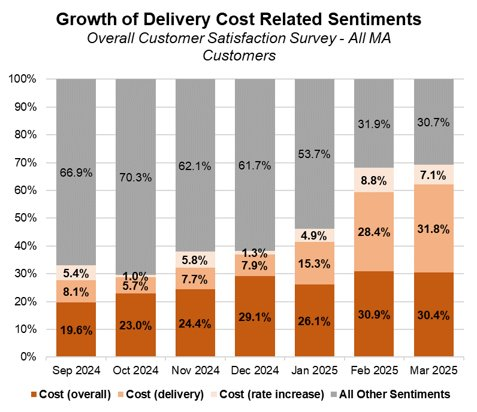 Growth of Delivery Cost Related Sentiments
Overall Customer Satisfaction Survey - All MA
Customers
100%
90%
80%
70%
60%
50%
40%
30%
20%
10%
0%
66.9% 70.3% 62.1% 61.7% 53.7% 31.9% 30.7%
5.4% 1.0% 5.8% 1.3% 4.9% 8.8% 7.1%
8.1% 5.7% 7.7% 7.9% 15.3% 28.4% 31.8%
19.6% 23.0% 24.4% 29.1% 26.1% 30.9% 30.4%
Sep 2024 Oct 2024 Nov 2024 Dec 2024 Jan 2025 Feb 2025 Mar 2025
Cost (overall) Cost (delivery) Cost (rate increase) All Other Sentiments